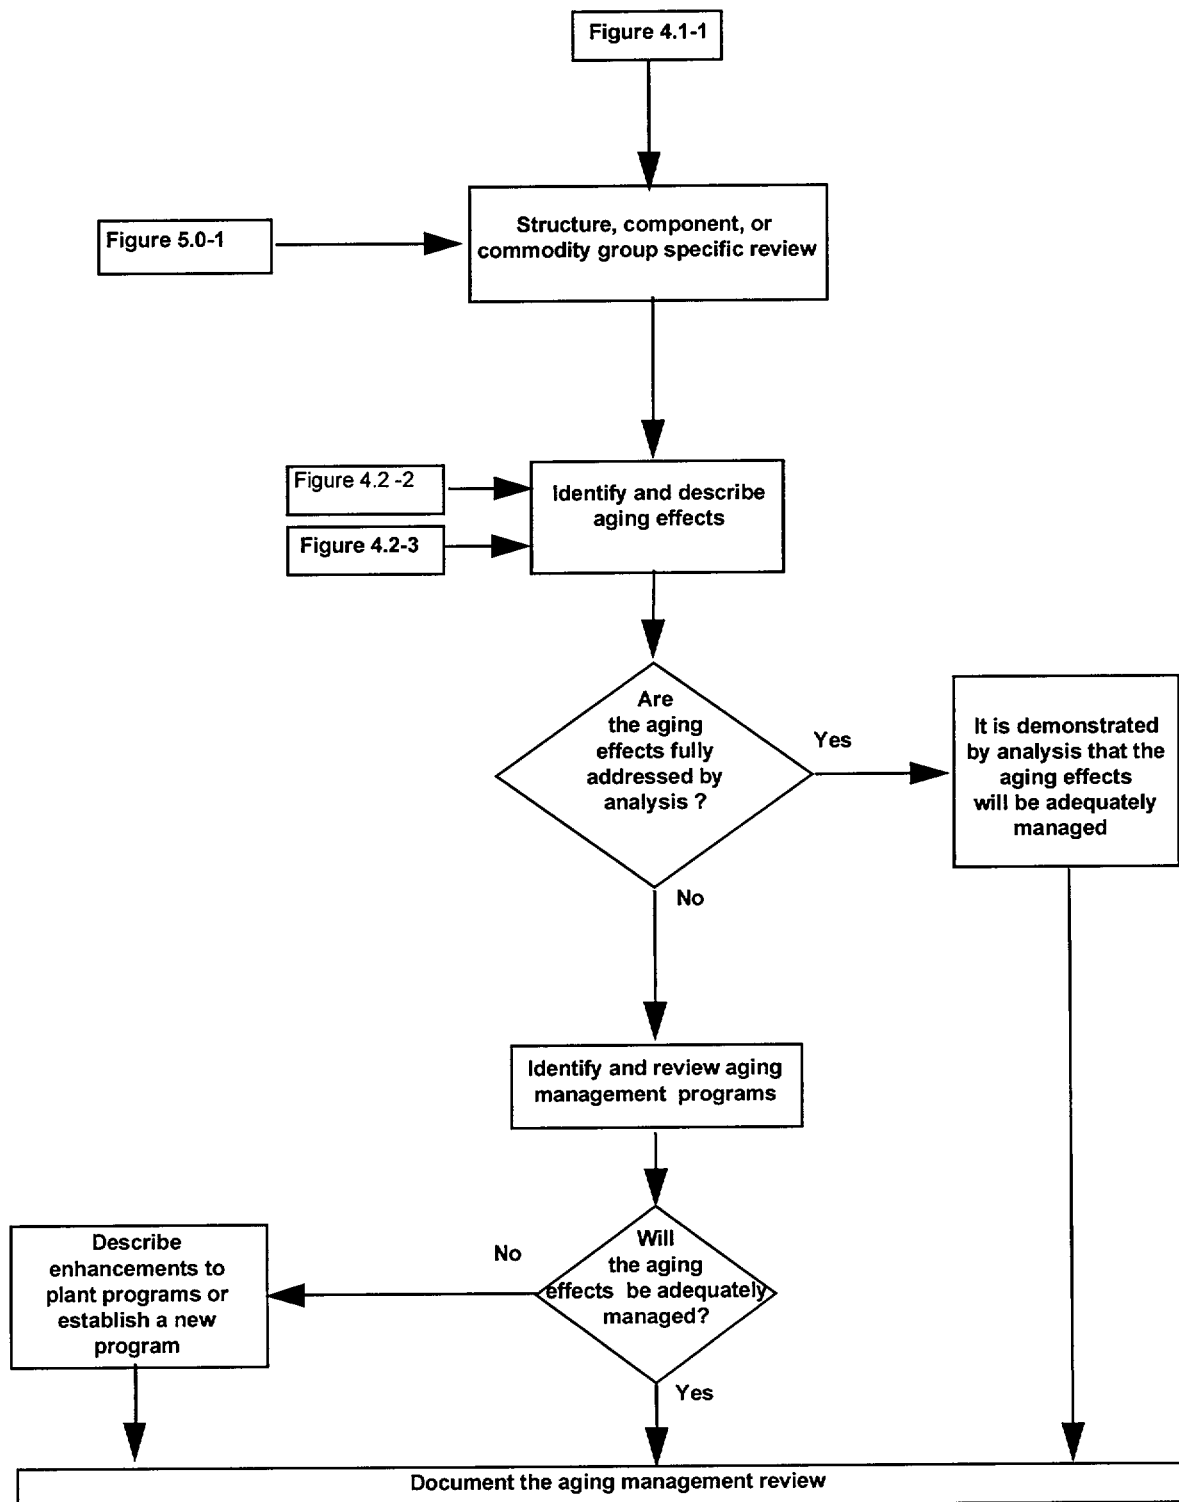 Figure 4.1-1
Structure, component, or
commodity group specific review
Figure 5.0-1
Figure 4.2 -2
Identify and describe
aging effects
Figure 4.2-3
Are
the aging
effects fully
addressed by
analysis ?
Yes
It is demonstrated
by analysis that the
aging effects
will be adequately
managed
No
Identify and review aging
management programs
Will
the aging
effects be adequately
managed?
No
Describe
enhancements to
plant programs or
establish a new
program
Yes
Document the aging management review